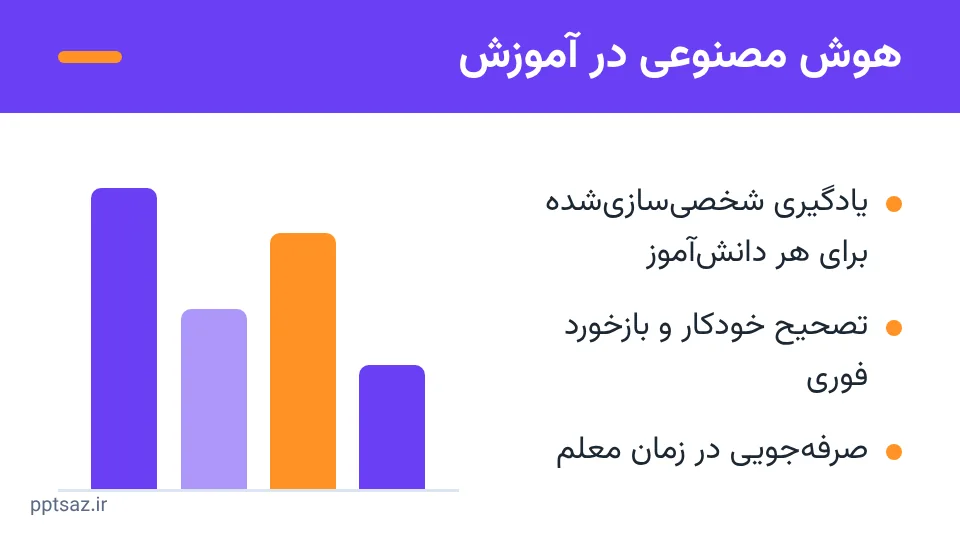 هوش مصنوعی در آموزش
یادگیری شخصی‌سازی‌شده
برای هر دانش‌آموز
تصحیح خودکار و بازخورد
فوری
صرفه‌جویی در زمان معلم
pptsaz.ir